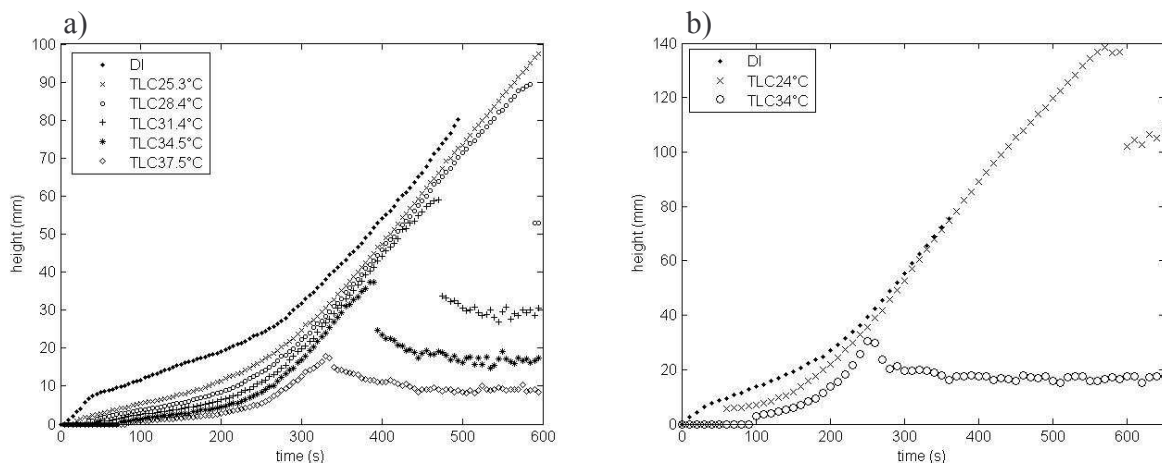 a)
100
90
80
70
60
50
40
30
20
10
0
height (mm)
DI
TLC25.3°C
TLC28.4°C
TLC31.4°C
TLC34.5°C
TLC37.5°C
0 100 200 300 400 500 600
time (s)
b)
140
120
100
80
60
40
20
0
height (mm)
DI
TLC24°C
TLC34°C
0 100 200 300 400 500 600
time (s)